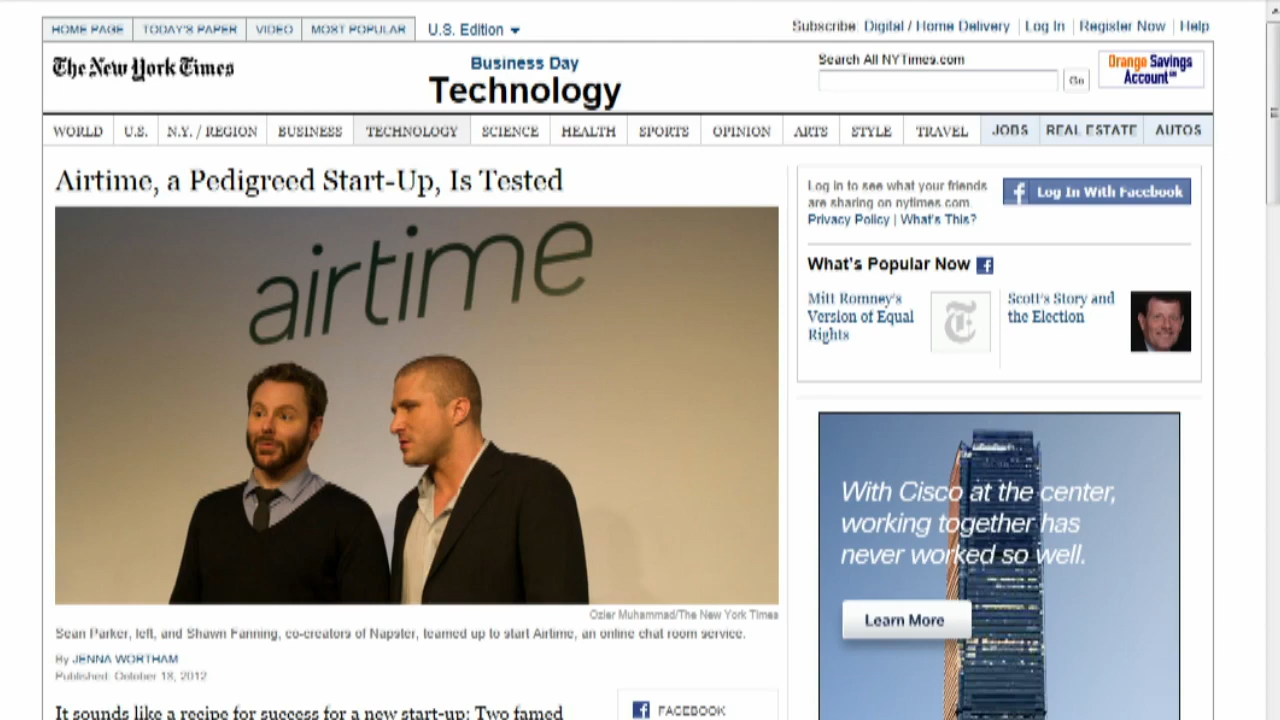 HOME PAGE TODAY'S PAPER VIDEO MOST POPULAR U.S. Edition
Subscribe Digital / Home Delivery Log In Register Now Help
The New York Times
Business Day
Technology
Search All NYTimes.com
Go
Orange Savings
Account SM
WORLD U.S. N.Y. / REGION BUSINESS TECHNOLOGY SCIENCE HEALTH SPORTS OPINION ARTS STYLE TRAVEL JOBS REAL ESTATE AUTOS
Airtime, a Pedigreed Start-Up, Is Tested
airtime
Ozier Muhammad/The New York Times
Sean Parker, left, and Shawn Fanning, co-creators of Napster, teamed up to start Airtime, an online chat room service.
By JENNA WORTHAM
Published: October 18, 2012
It sounds like a recipe for success for a new start-up: Two famed
f FACEBOOK
Log in to see what your friends
are sharing on nytimes.com.
Privacy Policy | What's This?
f Log In With Facebook
What's Popular Now f
Mitt Romney's
Version of Equal
Rights
T
Scott's Story and
the Election
With Cisco at the center,
working together has
never worked so well.
Learn More